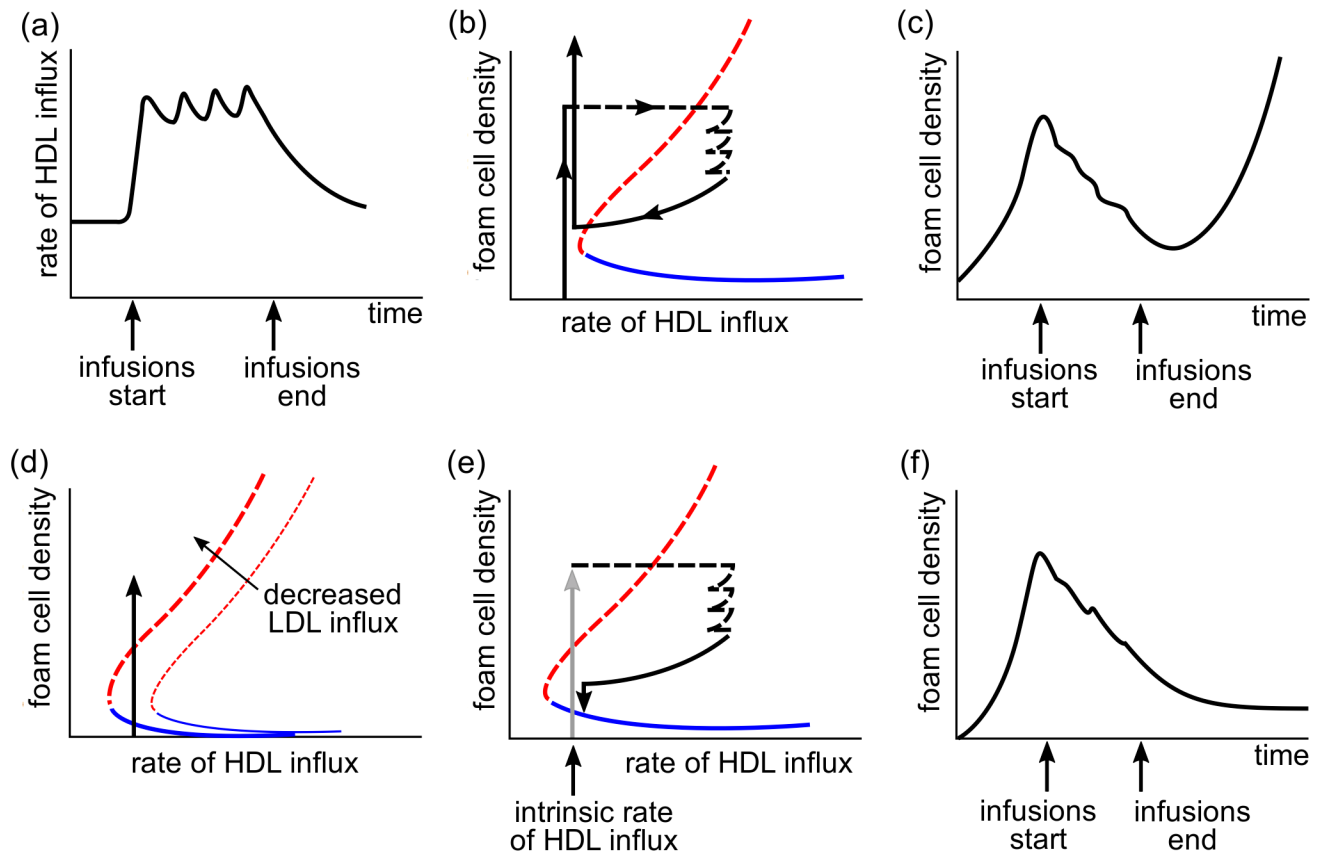 (a)
rate of HDL influx
time
infusions
start
infusions
end
(b)
foam cell density
rate of HDL influx
(c)
foam cell density
time
infusions
start
infusions
end
(d)
foam cell density
decreased
LDL influx
rate of HDL influx
(e)
foam cell density
rate of HDL influx
intrinsic rate
of HDL influx
(f)
foam cell density
time
infusions
start
infusions
end